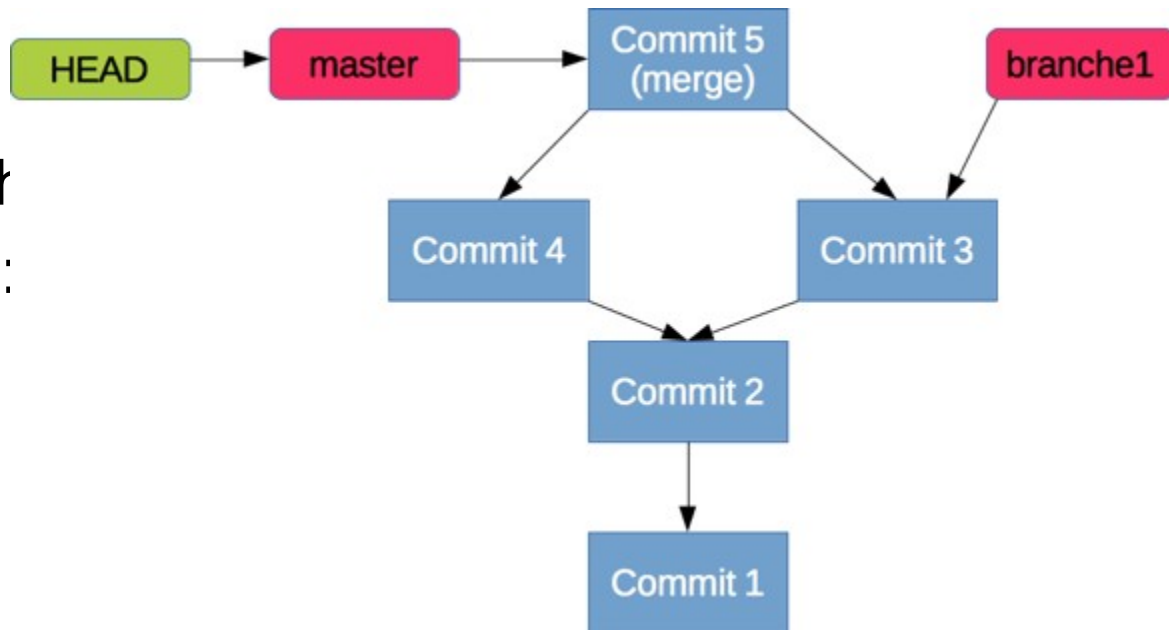 HEAD
master
Commit 5
(merge)
branche1
:
Commit 4
Commit 3
Commit 2
Commit 1